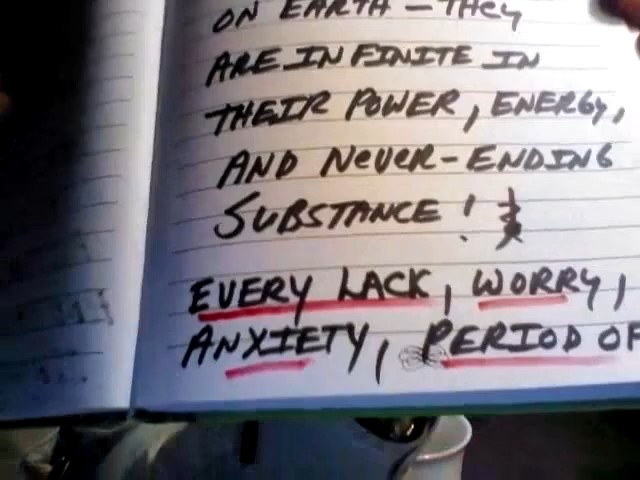 ON EARTH - THEY
ARE INFINITE IN
THEIR POWER, ENERGY,
AND NEVER-ENDING
SUBSTANCE!
EVERY LACK, WORRY,
ANXIETY, PERIOD OF